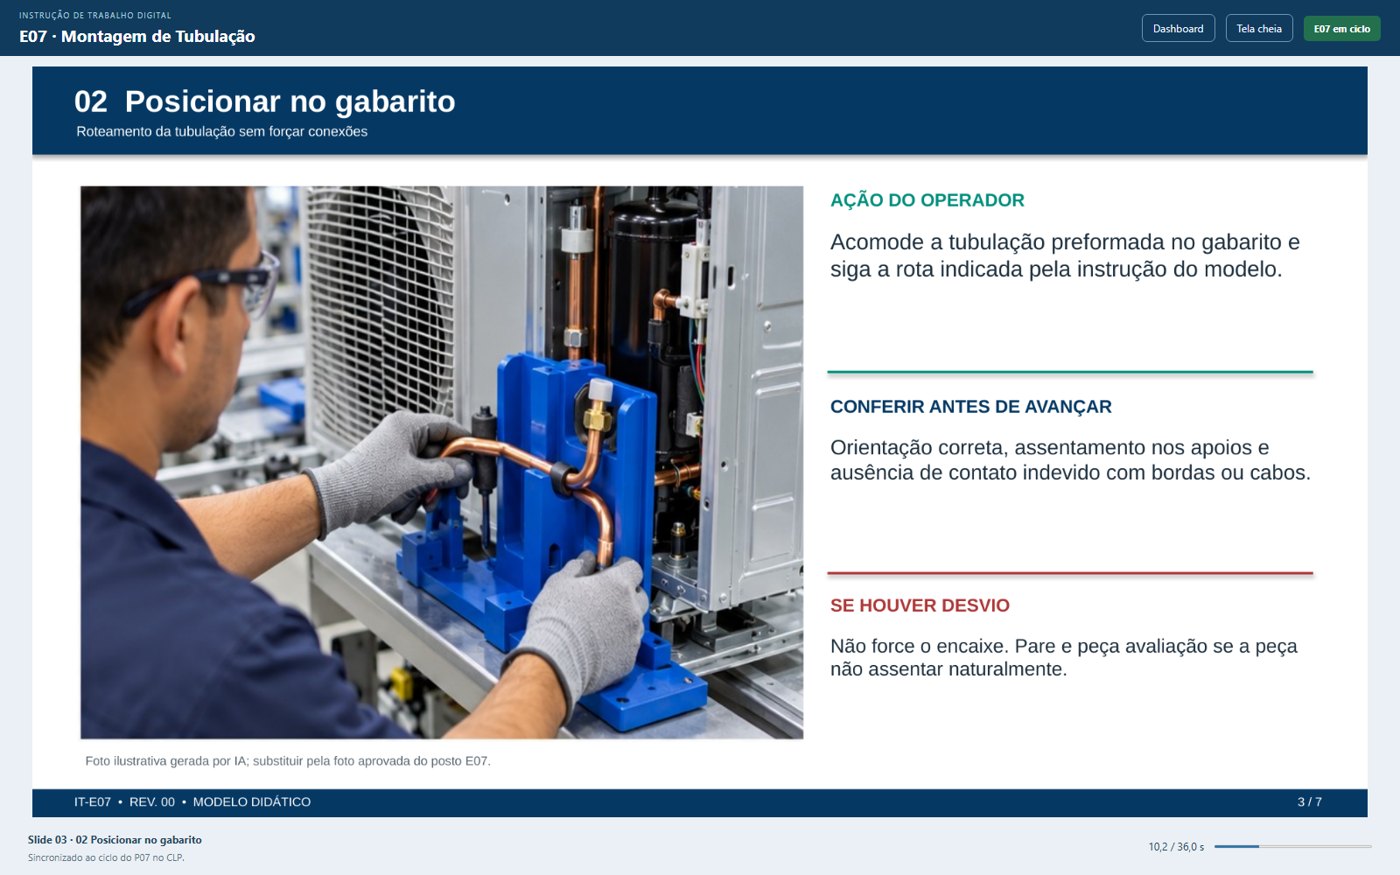 INSTRUÇÃO DE TRABALHO DIGITAL
E07 · Montagem de Tubulação
Dashboard
Tela cheia
E07 em ciclo
02 Posicionar no gabarito
Roteamento da tubulação sem forçar conexões
AÇÃO DO OPERADOR
Acomode a tubulação preformada no gabarito e
siga a rota indicada pela instrução do modelo.
CONFERIR ANTES DE AVANÇAR
Orientação correta, assentamento nos apoios e
ausência de contato indevido com bordas ou cabos.
SE HOUVER DESVIO
Não force o encaixe. Pare e peça avaliação se a peça
não assentar naturalmente.
Foto ilustrativa gerada por IA; substituir pela foto aprovada do posto E07.
IT-E07 • REV. 00 • MODELO DIDÁTICO
3 / 7
Slide 03 · 02 Posicionar no gabarito
Sincronizado ao ciclo do P07 no CLP.
10,2 / 36,0 s